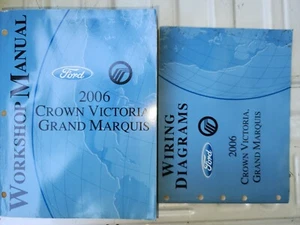 WORKSHOP MANUAL
Ford
2006
CROWN VICTORIA,
GRAND MARQUIS
WIRING
DIAGRAMS
Ford
2006
CROWN VICTORIA,
GRAND MARQUIS